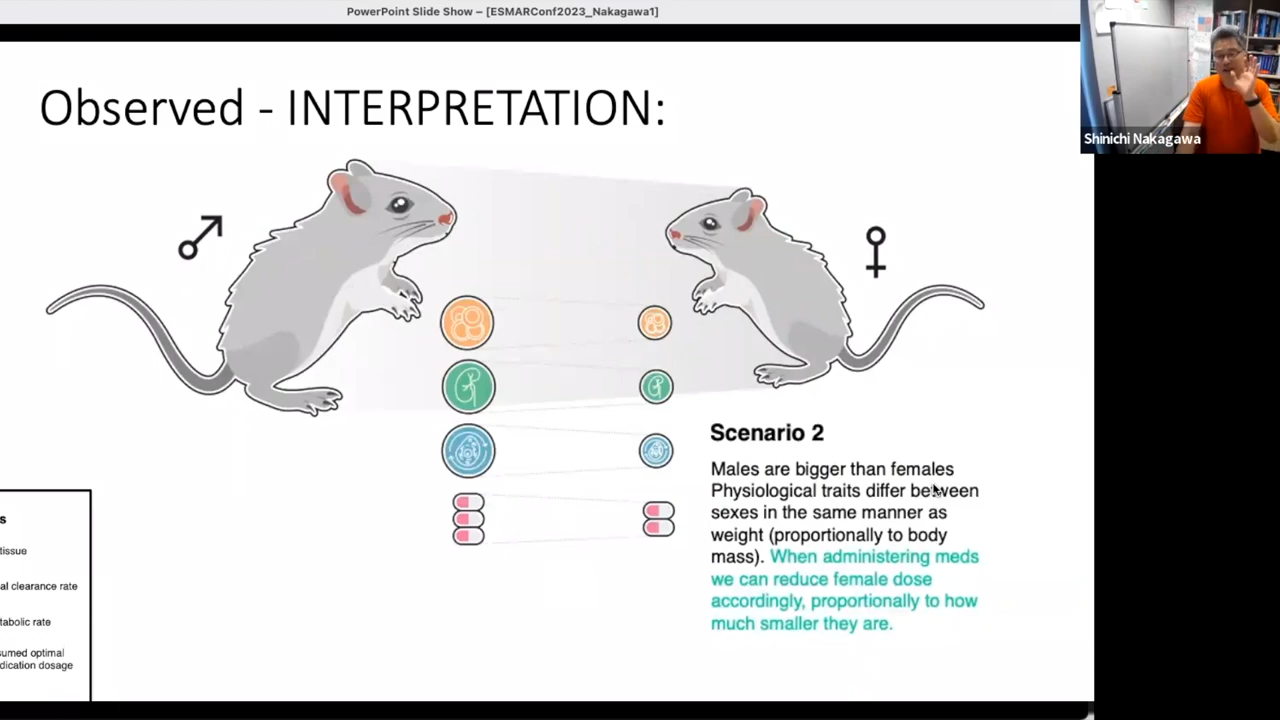 PowerPoint Slide Show – [ESMARConf2023_Nakagawa1]
Shinichi Nakagawa
Observed - INTERPRETATION:
Scenario 2
Males are bigger than females
Physiological traits differ between
sexes in the same manner as
weight (proportionally to body
mass). When administering meds
we can reduce female dose
accordingly, proportionally to how
much smaller they are.
s
tissue
al clearance rate
tabolic rate
sumed optimal
dication dosage